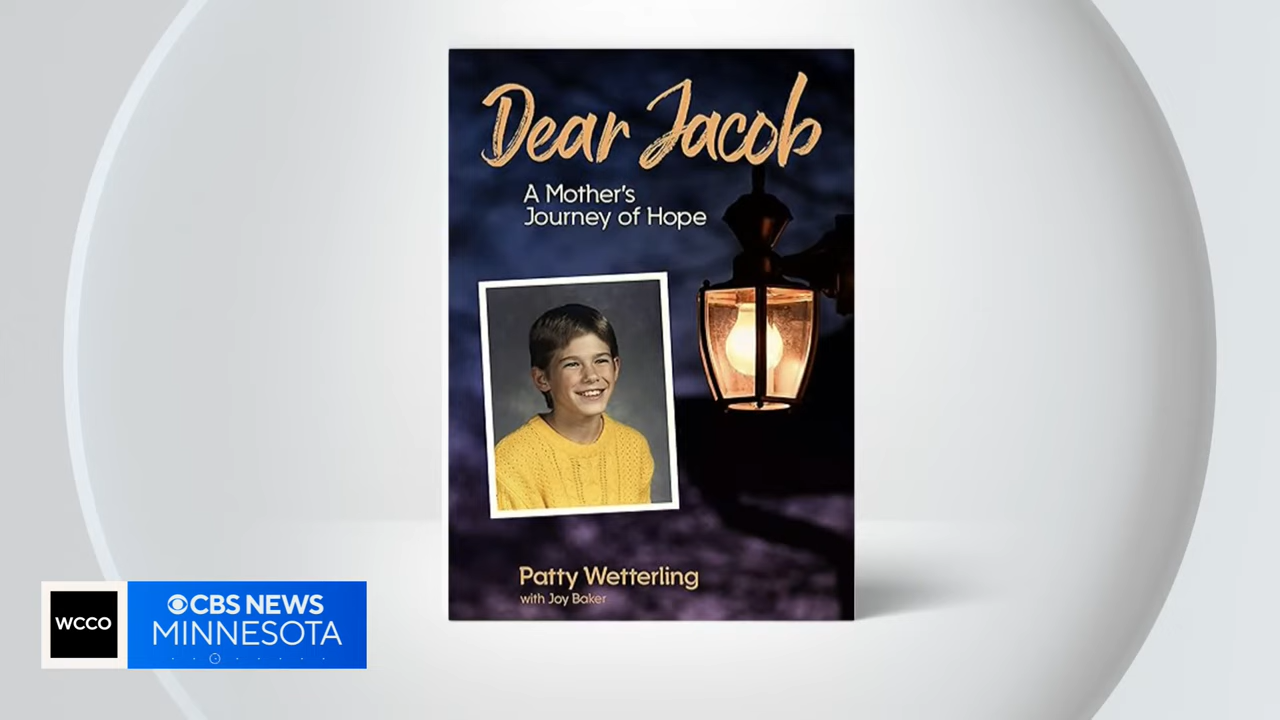 Dear Jacob
A Mother's
Journey of Hope
Patty Wetterling
with Joy Baker
WCCO
CBS NEWS
MINNESOTA